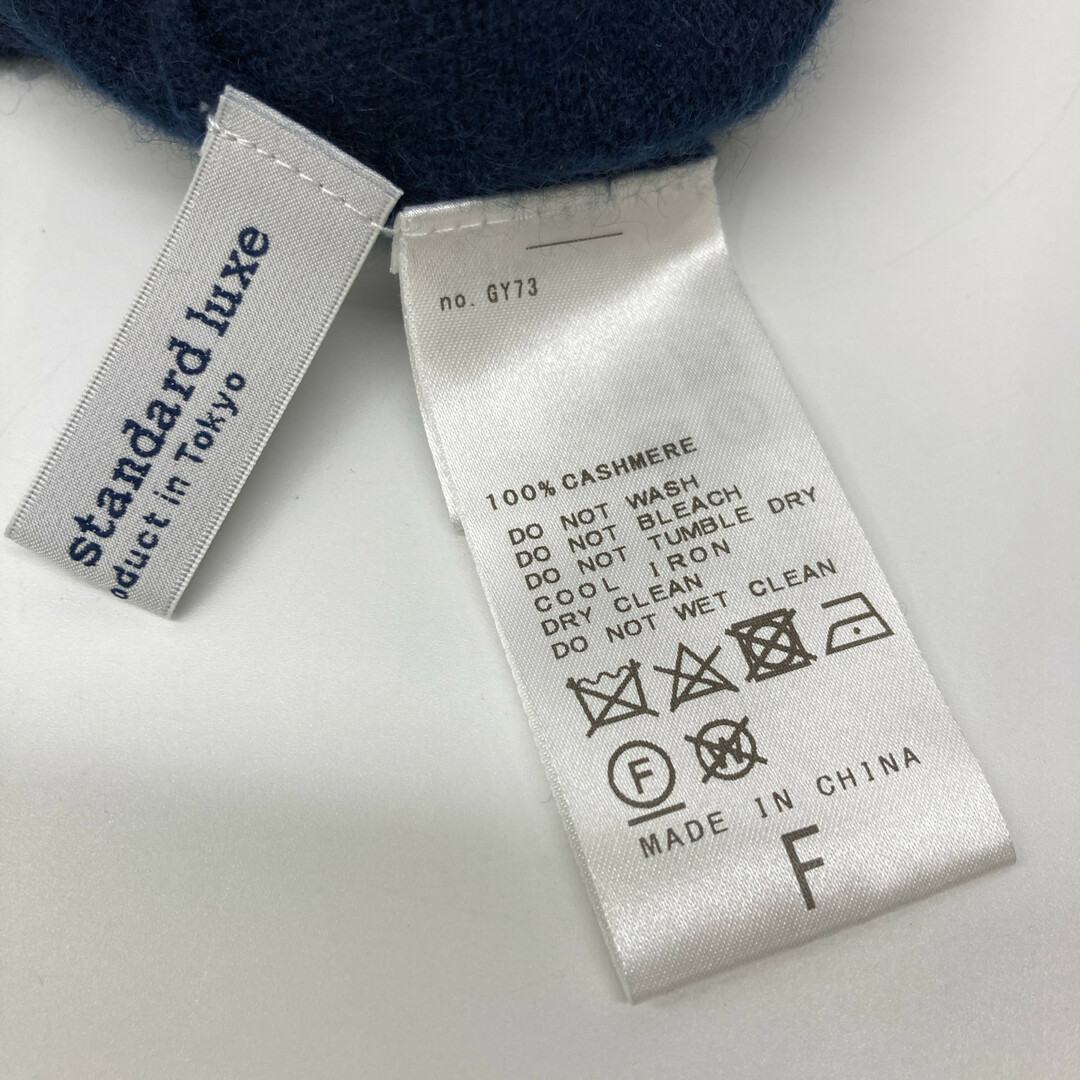 standard luxe
oduct in Tokyo
no. GY73
100% CASHMERE
DO NOT WASH
DO NOT BLEACH
DO NOT TUMBLE DRY
COOL IRON
DRY CLEAN
DO NOT WET CLEAN
F W
MADE IN CHINA
F